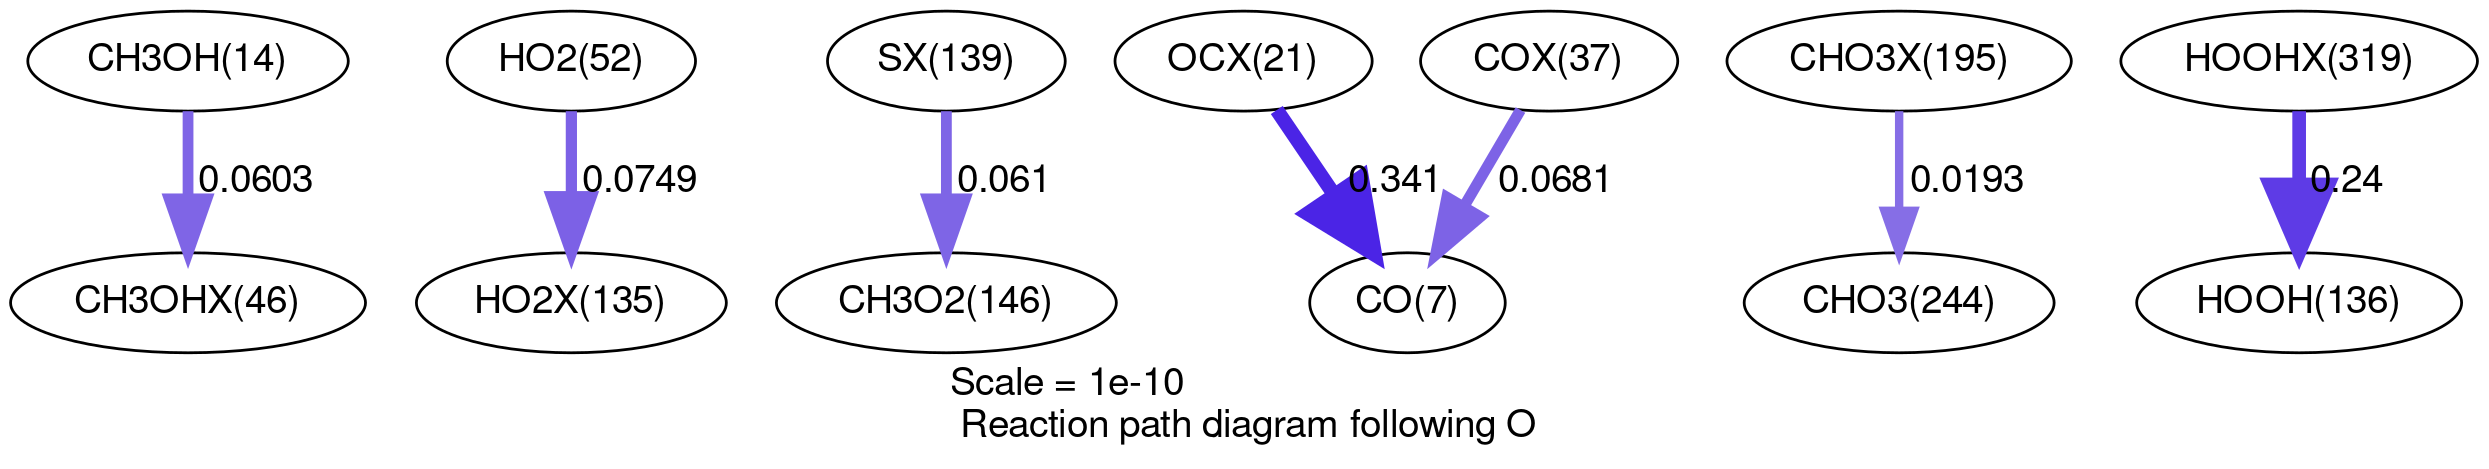 CH3OH(14)
HO2(52)
SX(139)
OCX(21)
COX(37)
CHO3X(195)
HOOHX(319)
0.0603
0.0749
0.061
0.341
0.0681
0.0193
0.24
CH3OHX(46)
HO2X(135)
CH3O2(146)
CO(7)
CHO3(244)
HOOH(136)
Scale = 1e-10
Reaction path diagram following O